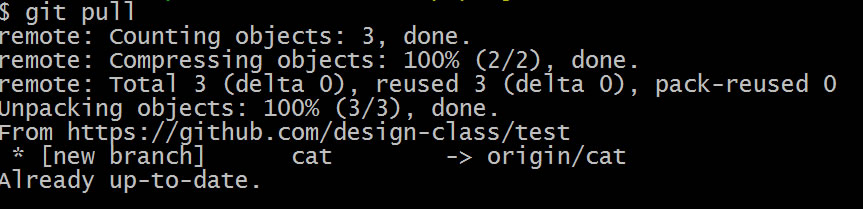 $ git pull
remote: Counting objects: 3, done.
remote: Compressing objects: 100% (2/2), done.
remote: Total 3 (delta 0), reused 3 (delta 0), pack-reused 0
Unpacking objects: 100% (3/3), done.
From https://github.com/design-class/test
 * [new branch]      cat        -> origin/cat
Already up-to-date.